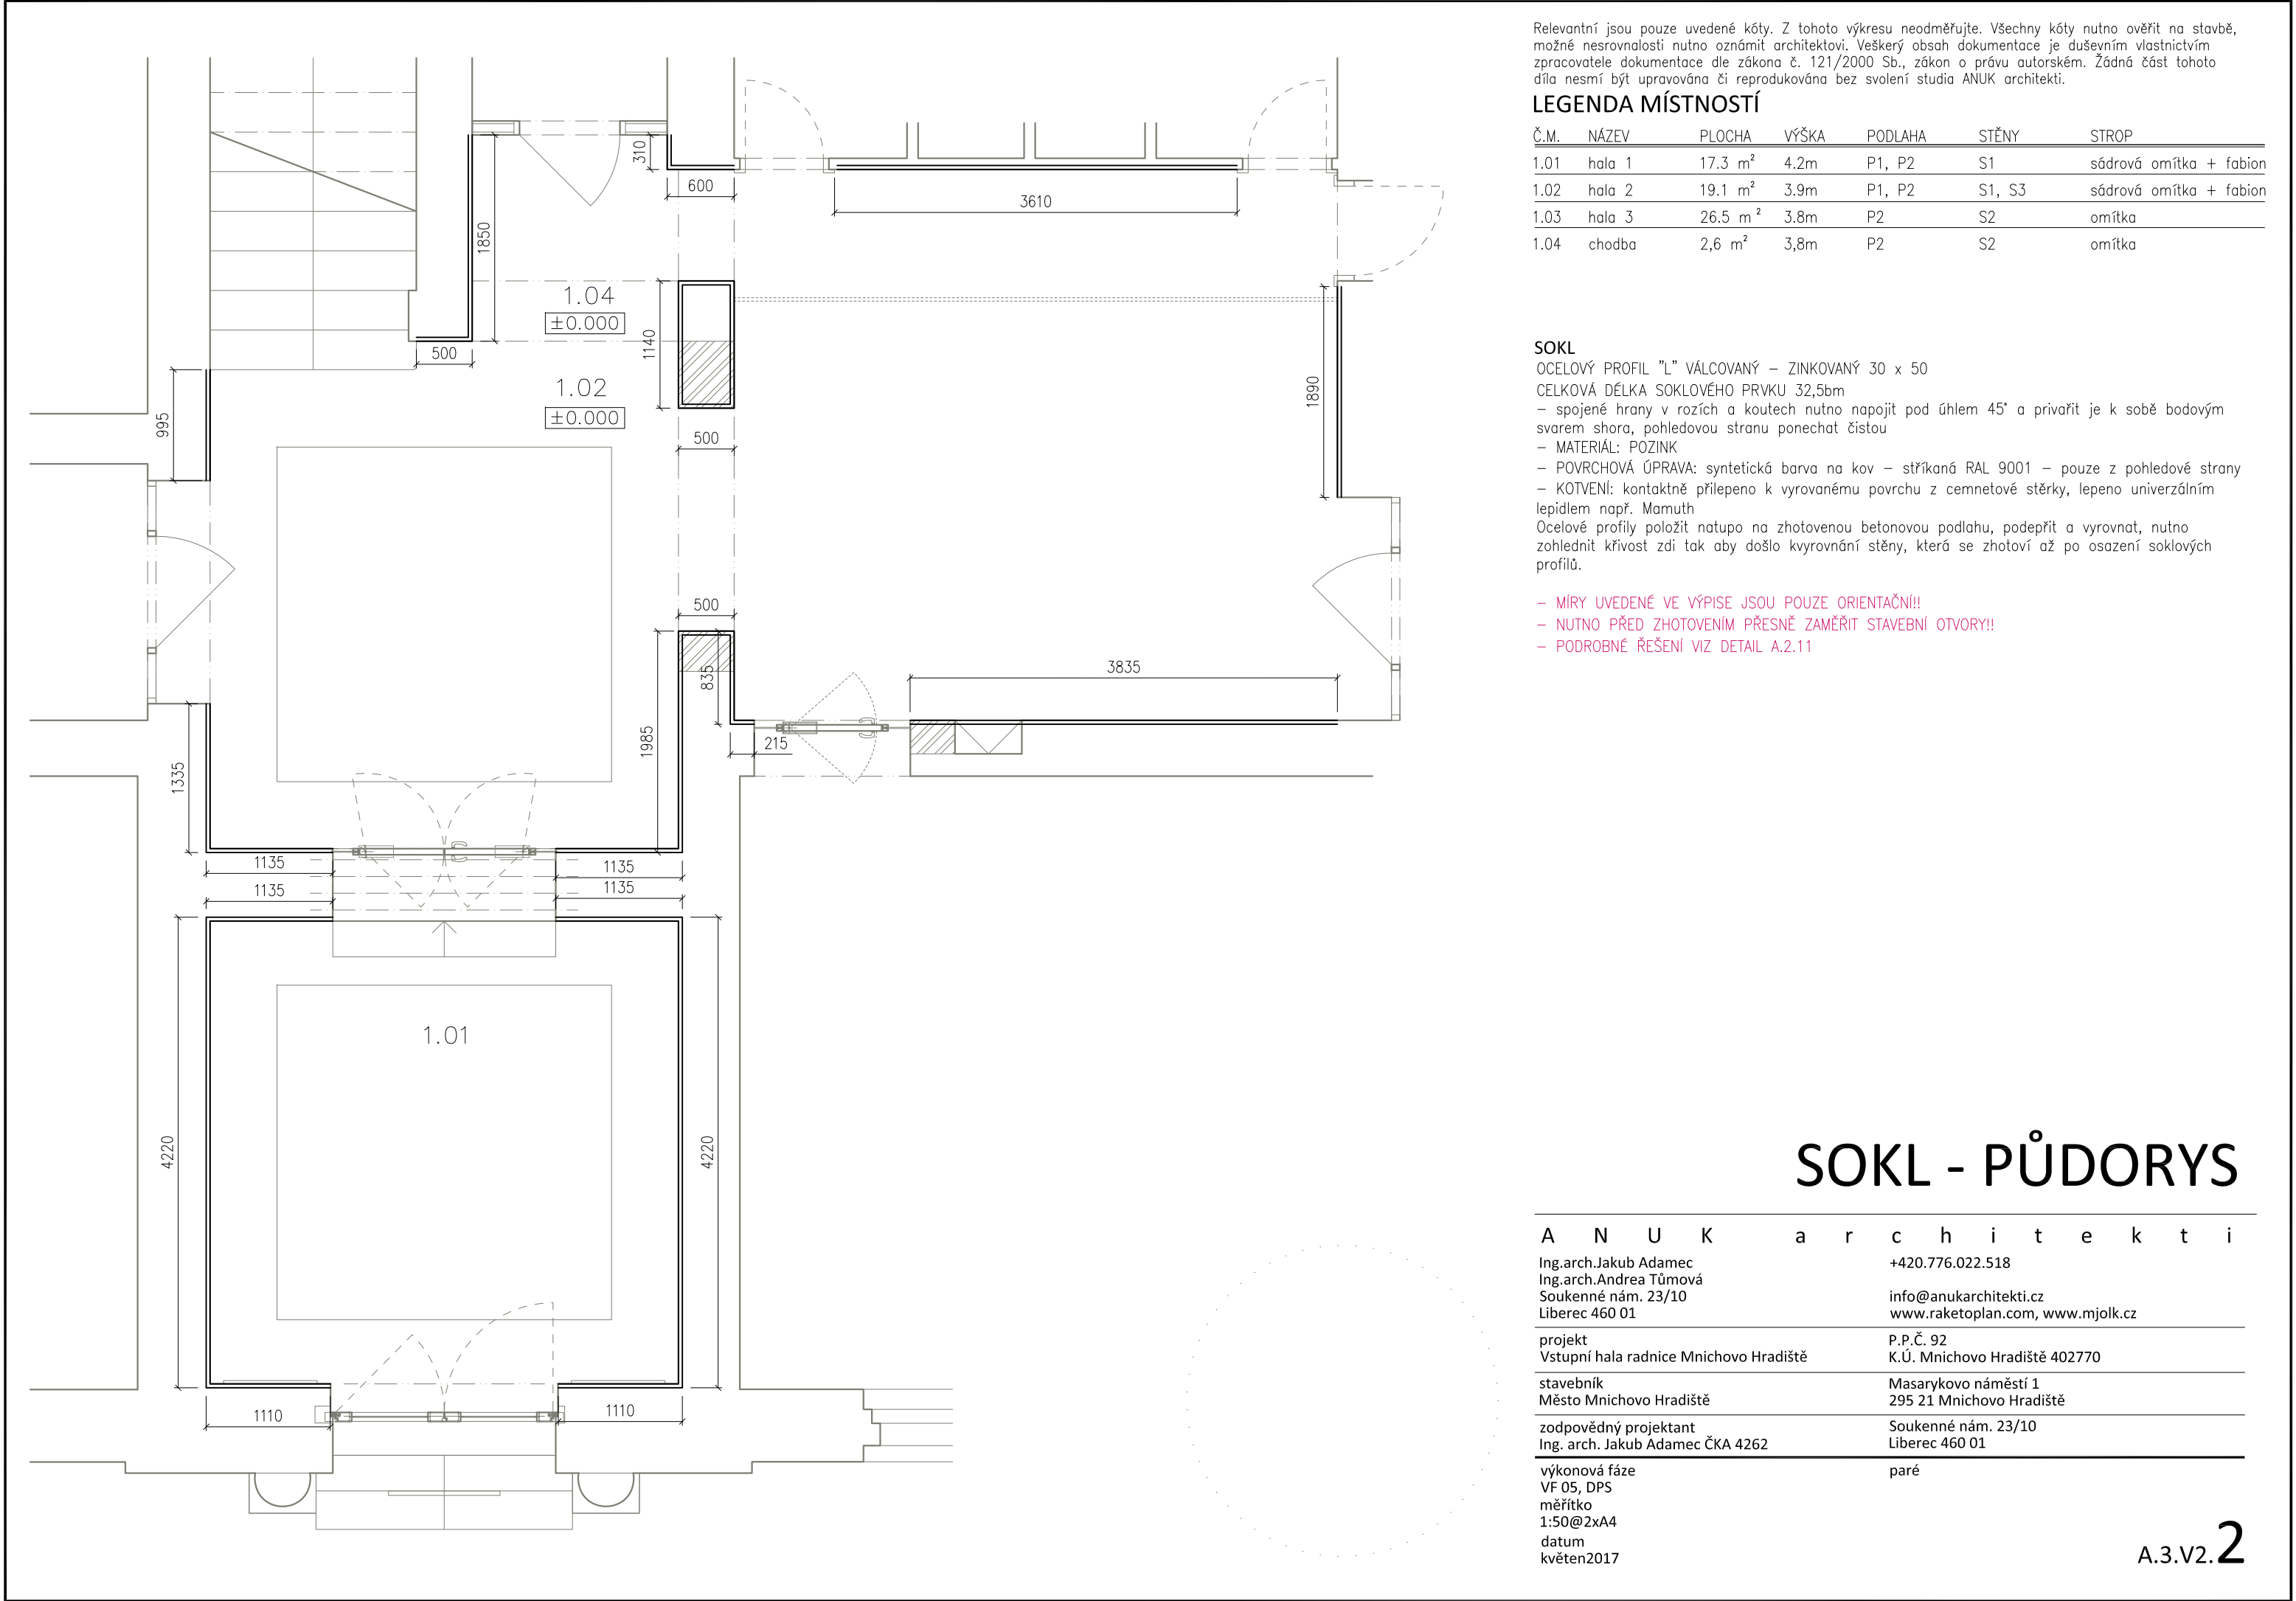 Relevantní jsou pouze uvedené kóty. Z tohoto výkresu neodměřujte. Všechny kóty nutno ověřit na stavbě,
možné nesrovnalosti nutno oznámit architektovi. Veškerý obsah dokumentace je duševním vlastnictvím
zpracovatele dokumentace dle zákona č. 121/2000 Sb., zákon o právu autorském. Žádná část tohoto
díla nesmí být upravována či reprodukována bez svolení studia ANUK architekti.
LEGENDA MÍSTNOSTÍ
Č.M. NÁZEV PLOCHA VÝŠKA PODLAHA STĚNY STROP
1.01 hala 1 17.3 m² 4.2m P1, P2 S1 sádrová omítka + fabion
1.02 hala 2 19.1 m² 3.9m P1, P2 S1, S3 sádrová omítka + fabion
1.03 hala 3 26.5 m² 3.8m P2 S2 omítka
1.04 chodba 2,6 m² 3,8m P2 S2 omítka
SOKL
OCELOVÝ PROFIL "L" VÁLCOVANÝ – ZINKOVANÝ 30 x 50
CELKOVÁ DÉLKA SOKLOVÉHO PRVKU 32,5bm
– spojené hrany v rozích a koutech nutno napojit pod úhlem 45° a privařit je k sobě bodovým
svarem shora, pohledovou stranu ponechat čistou
– MATERIÁL: POZINK
– POVRCHOVÁ ÚPRAVA: syntetická barva na kov – stříkaná RAL 9001 – pouze z pohledové strany
– KOTVENÍ: kontaktně přilepeno k vyrovanému povrchu z cemnetové stěrky, lepeno univerzálním
lepidlem např. Mamuth
Ocelové profily položit natupo na zhotovenou betonovou podlahu, podepřit a vyrovnat, nutno
zohlednit křivost zdi tak aby došlo kvyrovnání stěny, která se zhotoví až po osazení soklových
profilů.
– MÍRY UVEDENÉ VE VÝPISE JSOU POUZE ORIENTAČNÍ!!
– NUTNO PŘED ZHOTOVENÍM PŘESNĚ ZAMĚŘIT STAVEBNÍ OTVORY!!
– PODROBNÉ ŘEŠENÍ VIZ DETAIL A.2.11
310
600
3610
1850
1.04
±0.000
1140
500
1.02
±0.000
1890
995
500
500
835
3835
1985
215
1335
1135
1135
1135
1135
1.01
4220
4220
1110
1110
SOKL - PŮDORYS
ANUK architekti
Ing.arch.Jakub Adamec +420.776.022.518
Ing.arch.Andrea Tůmová
Soukenné nám. 23/10 info@anukarchitekti.cz
Liberec 460 01 www.raketoplan.com, www.mjolk.cz
projekt P.P.Č. 92
Vstupní hala radnice Mnichovo Hradiště K.Ú. Mnichovo Hradiště 402770
stavebník Masarykovo náměstí 1
Město Mnichovo Hradiště 295 21 Mnichovo Hradiště
zodpovědný projektant Soukenné nám. 23/10
Ing. arch. Jakub Adamec ČKA 4262 Liberec 460 01
výkonová fáze paré
VF 05, DPS
měřítko
1:50@2xA4
datum
květen2017
A.3.V2.2